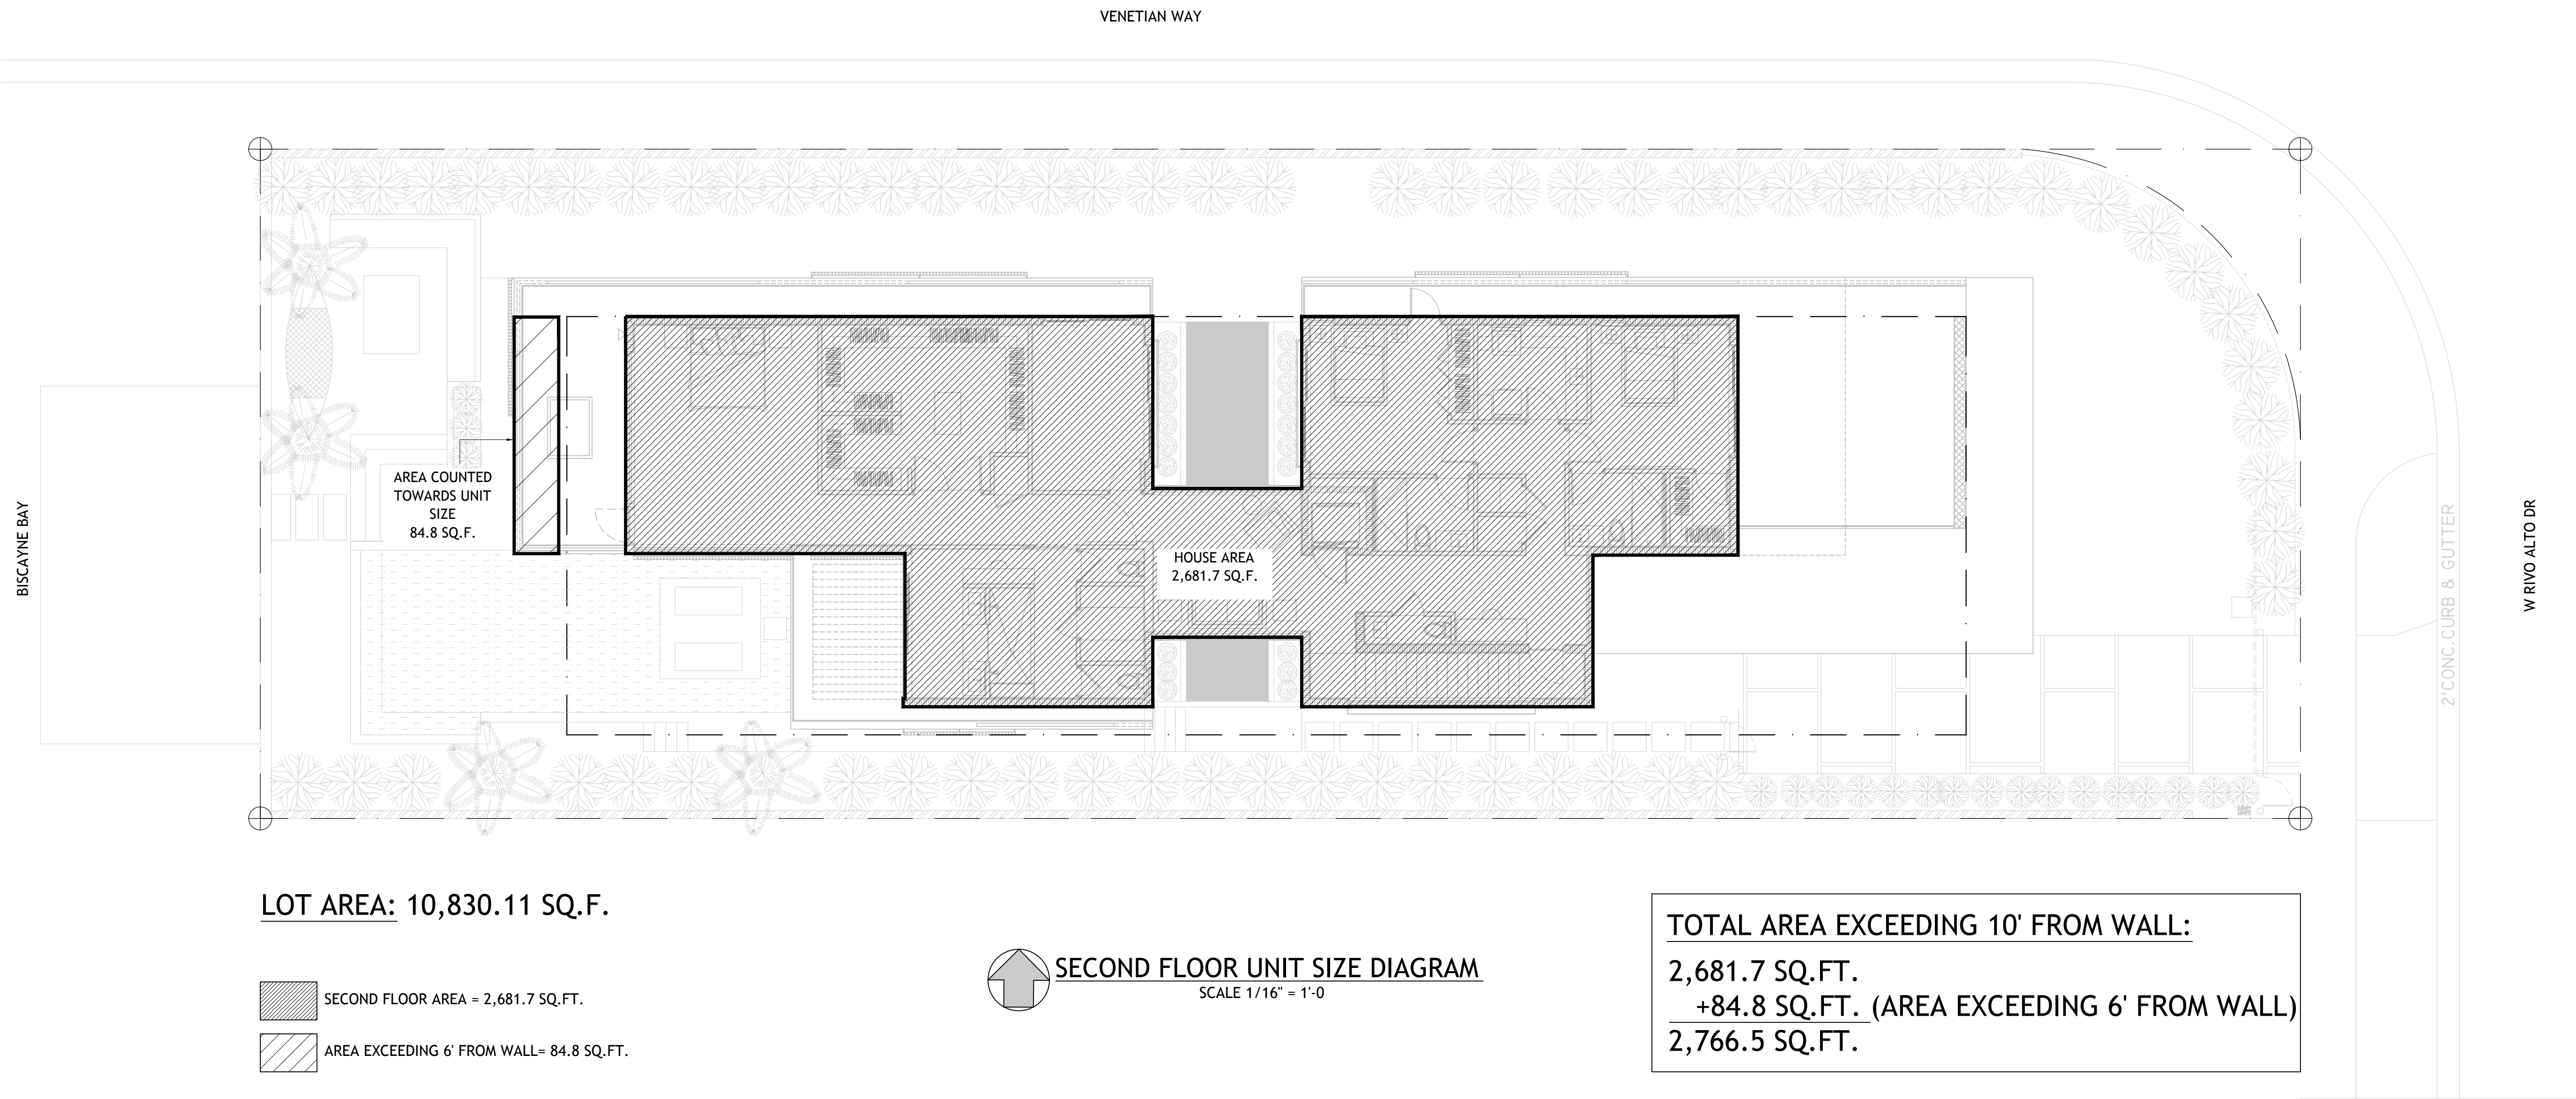 VENETIAN WAY
BISCAYNE BAY
AREA COUNTED
TOWARDS UNIT
SIZE
84.8 SQ.F.
HOUSE AREA
2,681.7 SQ.F.
2'CONC.CURB & GUTTER
W RIVO ALTO DR
LOT AREA: 10,830.11 SQ.F.
SECOND FLOOR AREA = 2,681.7 SQ.FT.
AREA EXCEEDING 6' FROM WALL= 84.8 SQ.FT.
SECOND FLOOR UNIT SIZE DIAGRAM
SCALE 1/16" = 1'-0
TOTAL AREA EXCEEDING 10' FROM WALL:
2,681.7 SQ.FT.
+84.8 SQ.FT. (AREA EXCEEDING 6' FROM WALL)
2,766.5 SQ.FT.